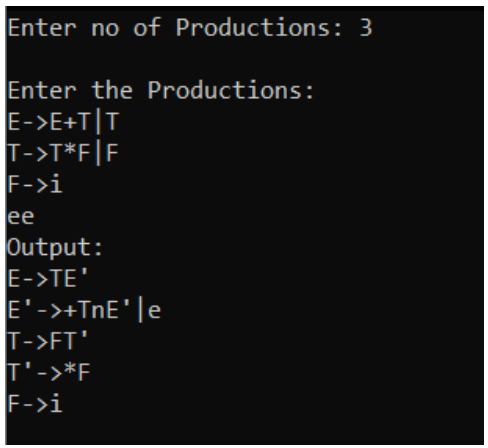 Enter no of Productions: 3
Enter the Productions:
E->E+T|T
T->T*F|F
F->i
ee
Output:
E->TE'
E'->+TnE'|e
T->FT'
T'->*F
F->i